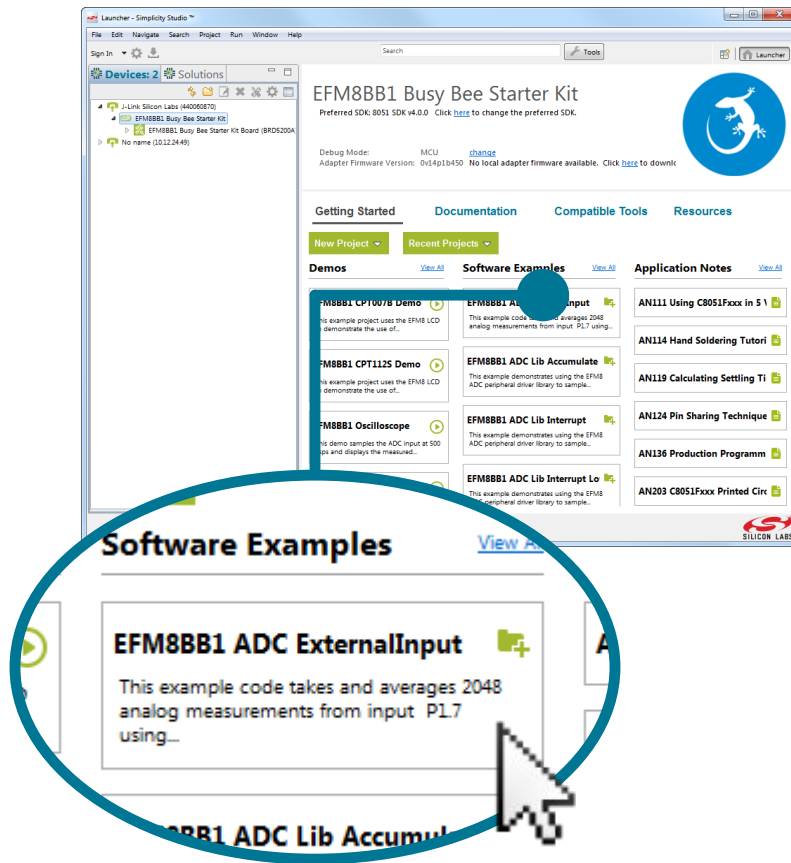 Launcher - Simplicity Studio ™
File Edit Navigate Search Project Run Window Help
Sign In
Search
Tools
Launcher
Devices: 2
Solutions
J-Link Silicon Labs (440060870)
EFM8BB1 Busy Bee Starter Kit
EFM8BB1 Busy Bee Starter Kit Board (BRD5200A
No name (10.12.24.49)
EFM8BB1 Busy Bee Starter Kit
Preferred SDK: 8051 SDK v4.0.0 Click here to change the preferred SDK.
Debug Mode: MCU change
Adapter Firmware Version: 0v14p1b450 No local adapter firmware available. Click here to downlc
Getting Started Documentation Compatible Tools Resources
New Project Recent Projects
Demos View All
Software Examples View All
Application Notes View All
EFM8BB1 CPT007B Demo
This example project uses the EFM8 LCD
demonstrate the use of...
EFM8BB1 CPT112S Demo
This example project uses the EFM8 LCD
demonstrate the use of...
EFM8BB1 Oscilloscope
This demo samples the ADC input at 500
and displays the measured...
EFM8BB1 Input
This example code averages 2048
analog measurements from input P1.7 using...
EFM8BB1 ADC Lib Accumulate
This example demonstrates using the EFM8
ADC peripheral driver library to sample...
EFM8BB1 ADC Lib Interrupt
This example demonstrates using the EFM8
ADC peripheral driver library to sample...
EFM8BB1 ADC Lib Interrupt Lo
This example demonstrates using the EFM8
peripheral driver library to sample...
AN111 Using C8051Fxxx in 5 V
AN114 Hand Soldering Tutori
AN119 Calculating Settling Ti
AN124 Pin Sharing Technique
AN136 Production Programm
AN203 C8051Fxxx Printed Circ
SILICON LABS
Software Examples View All
EFM8BB1 ADC ExternalInput
This example code takes and averages 2048
analog measurements from input P1.7
using...
BB1 ADC Lib Accumul